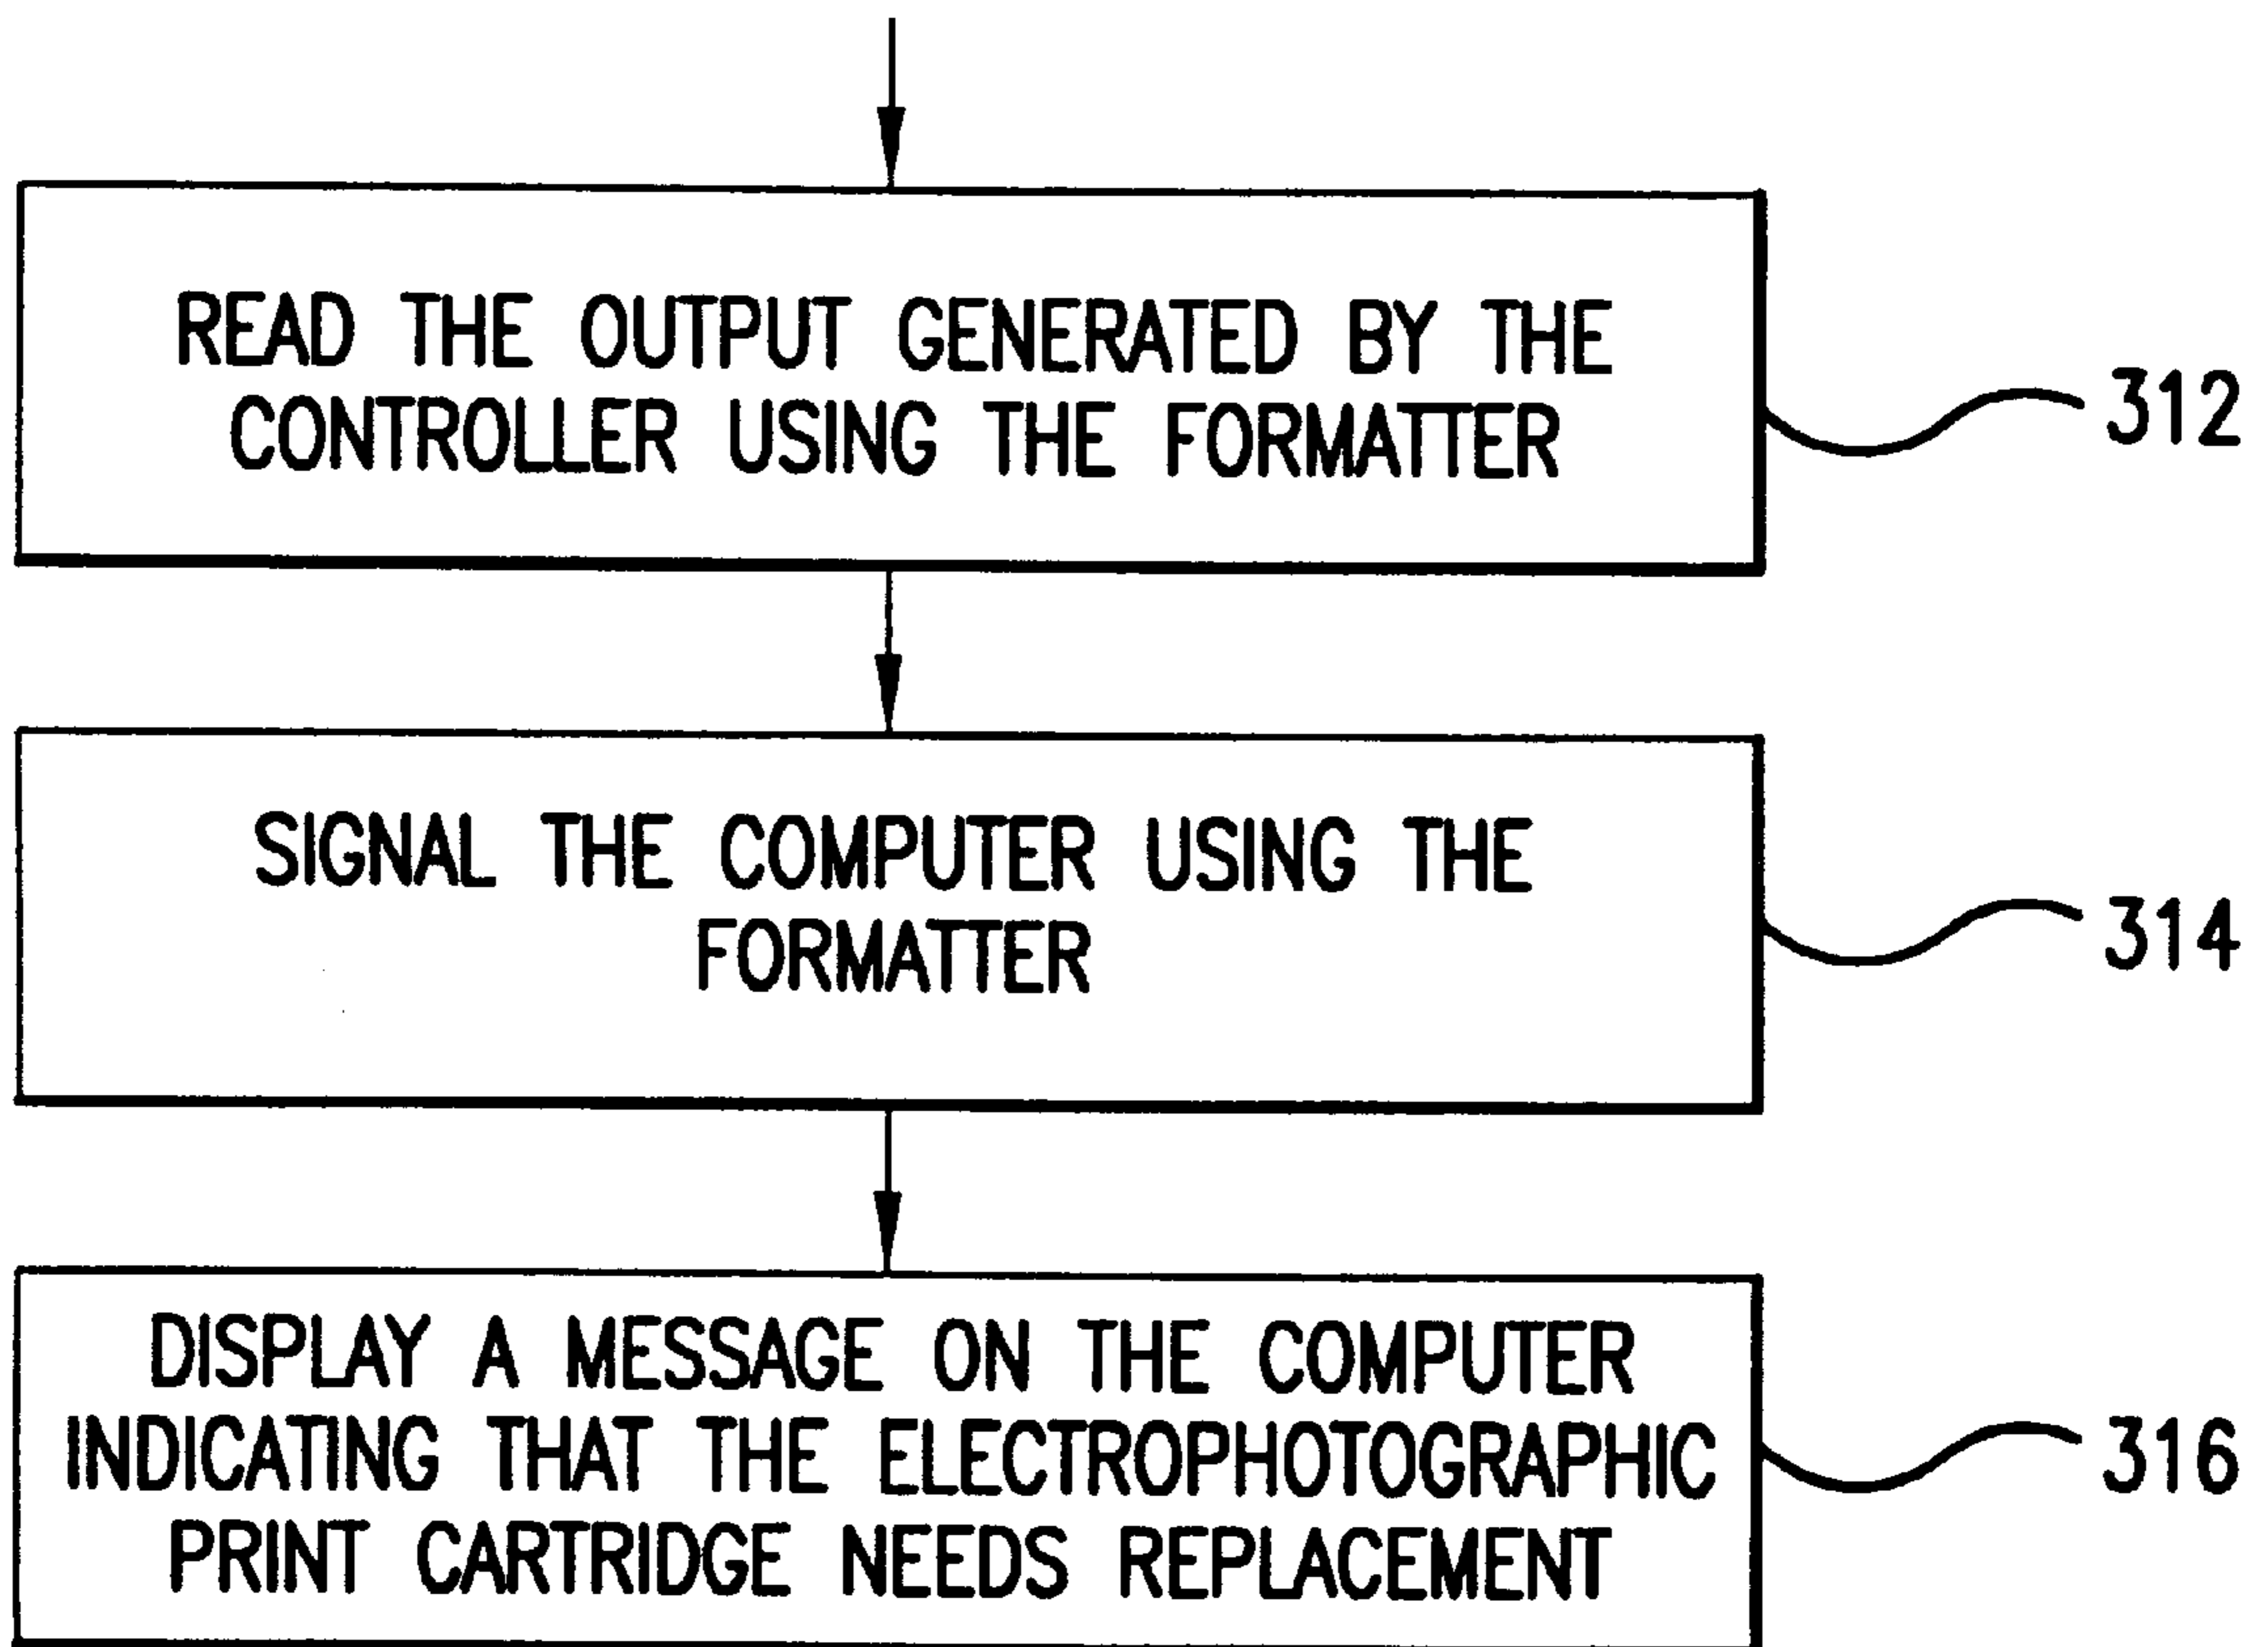 READ THE OUTPUT GENERATED BY THE
CONTROLLER USING THE FORMATTER
312
SIGNAL THE COMPUTER USING THE
FORMATTER
314
DISPLAY A MESSAGE ON THE COMPUTER
INDICATING THAT THE ELECTROPHOTOGRAPHIC
PRINT CARTRIDGE NEEDS REPLACEMENT
316